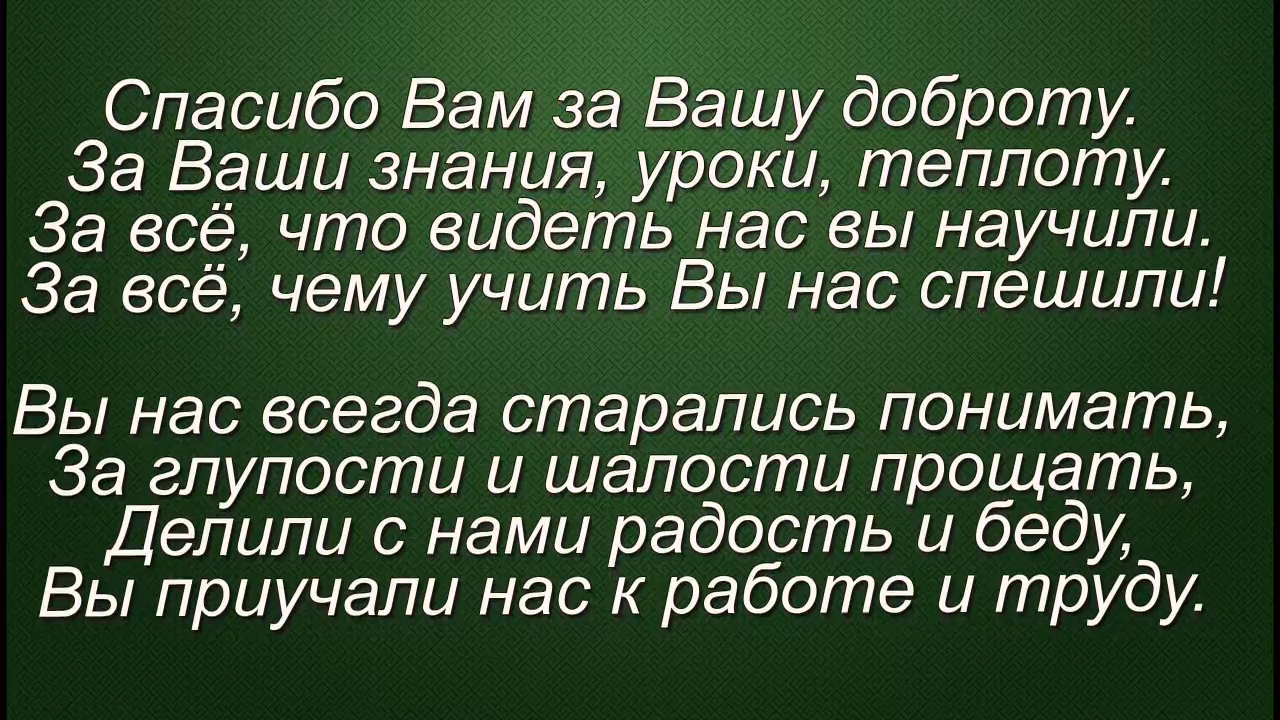 Спасибо Вам за Вашу доброту.
За Ваши знания, уроки, теплоту.
За всё, что видеть нас вы научили.
За всё, чему учить Вы нас спешили!
Вы нас всегда старались понимать,
За глупости и шалости прощать,
Делили с нами радость и беду,
Вы приучали нас к работе и труду.